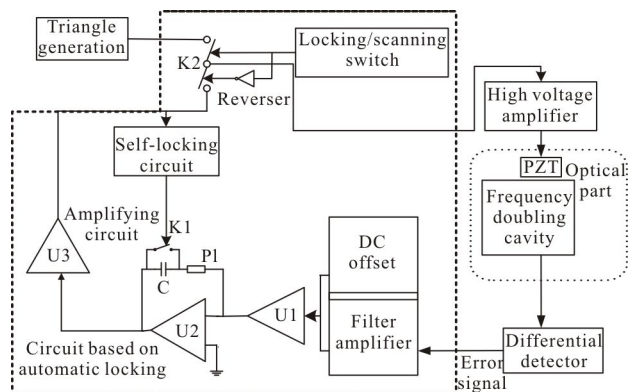 Triangle
generation
K2
Locking/scanning
switch
Reverser
High voltage
amplifier
Self-locking
circuit
PZT
Optical
part
Frequency
doubling
cavity
Amplifying
circuit
K1
U3
P1
C
DC
offset
U1
U2
Filter
amplifier
Circuit based on
automatic locking
Error
signal
Differential
detector